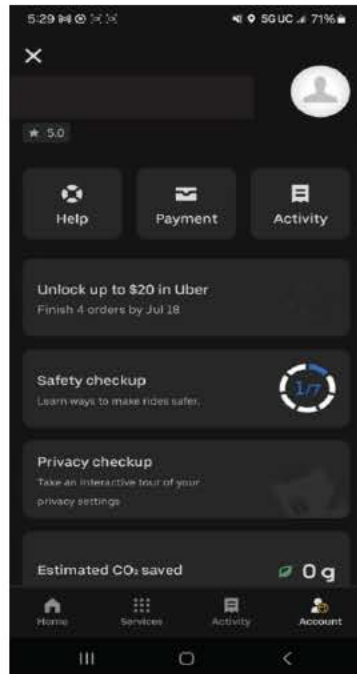 5:29
5G UC 71%
★ 5.0
Help
Payment
Activity
Unlock up to $20 in Uber
Finish 4 orders by Jul 18
Safety checkup
Learn ways to make rides safer.
1/7
Privacy checkup
Take an interactive tour of your
privacy settings
Estimated CO₂ saved
0 g
Home
Services
Activity
Account